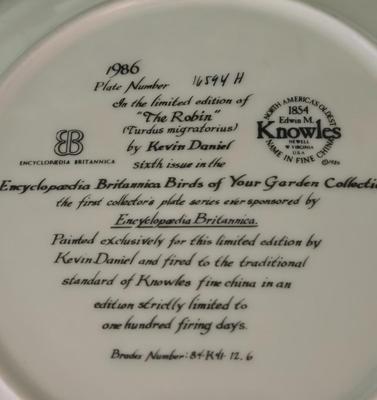 1986
Plate Number 16594 H
In the limited edition of
"The Robin"
(Turdus migratorius)
by Kevin Daniel
sixth issue in the
Encyclopædia Britannica Birds of Your Garden Collectio
the first collector's plate series ever sponsored by
Encyclopædia Britannica.
Painted exclusively for this limited edition by
Kevin Daniel and fired to the traditional
standard of Knowles fine china in an
edition strictly limited to
one hundred firing days.
Bradex Number: 84-K41-12.6
EB
ENCYCLOPÆDIA BRITANNICA
NORTH AMERICA'S OLDEST
1854
Edwin M.
Knowles
NEWELL
W. VIRGINIA
U.S.A.
NAME IN FINE CHINA
©1986